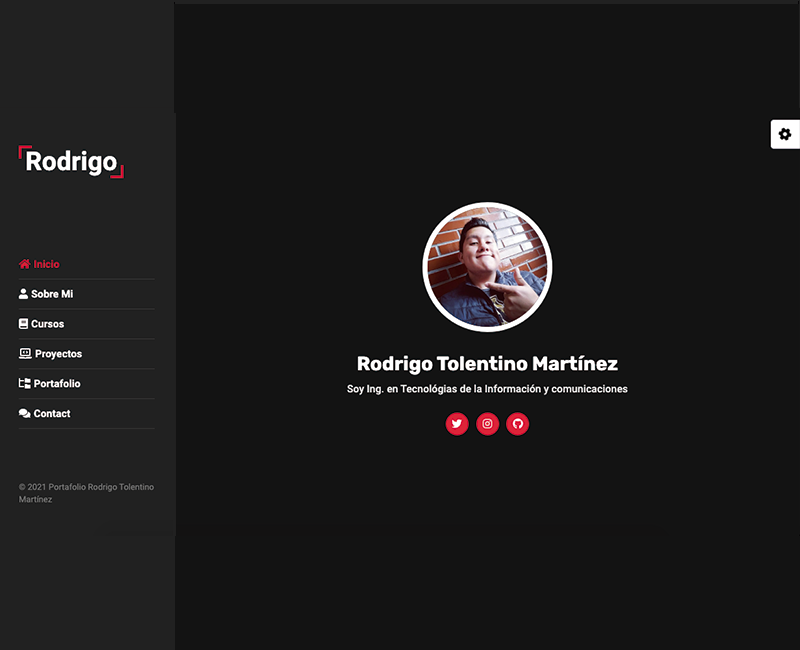 Rodrigo
Inicio
Sobre Mi
Cursos
Proyectos
Portafolio
Contact
© 2021 Portafolio Rodrigo Tolentino
Martínez
Rodrigo Tolentino Martínez
Soy Ing. en Tecnológias de la Información y comunicaciones